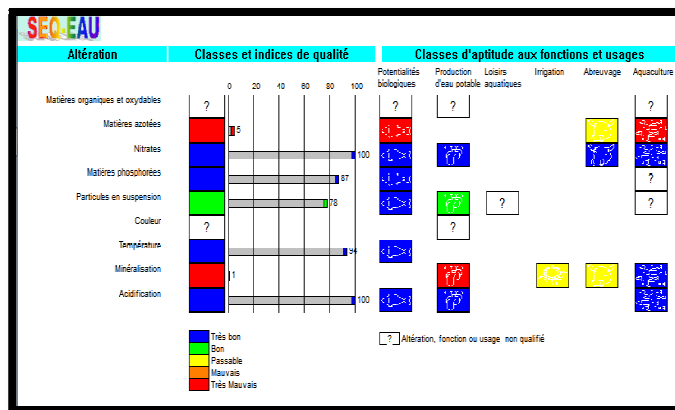 SEQ-EAU
Altération Classes et indices de qualité Classes d'aptitude aux fonctions et usages
Potentialités biologiques Production d'eau potable Loisirs aquatiques Irrigation Abreuvage Aquaculture
0 20 40 60 80 100
Matières organiques et oxydables ? ? ? ?
Matières azotées 5
Nitrates 100
Matières phosphorées 87 ?
Particules en suspension 78 ? ?
Couleur ? ?
Température 94
Minéralisation 1
Acidification 100
Très bon
Bon
Passable
Mauvais
Très Mauvais
? Altération, fonction ou usage non qualifié